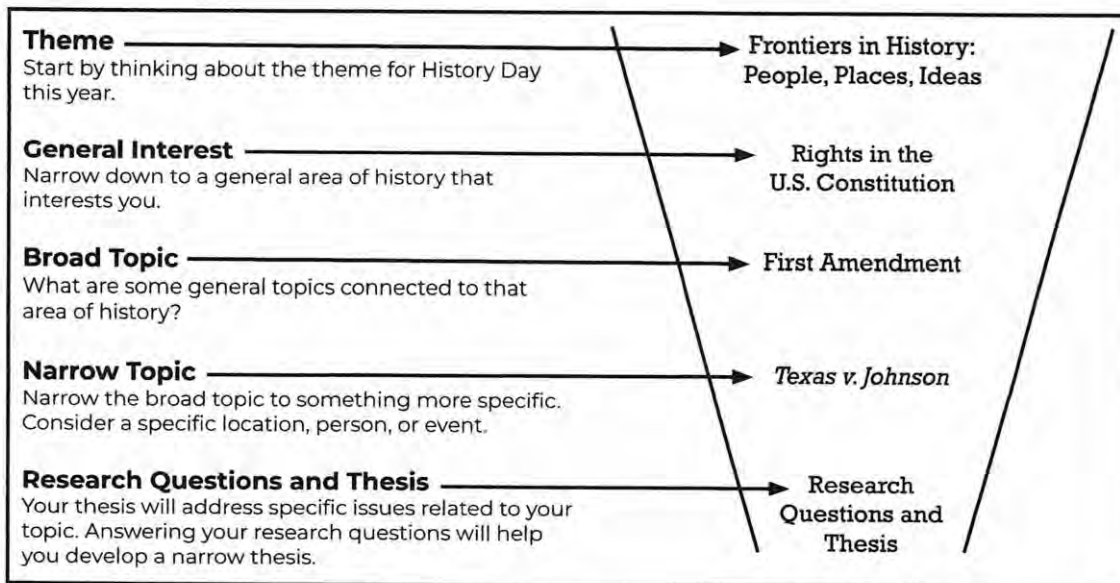 Theme
Start by thinking about the theme for History Day
this year.
Frontiers in History:
People, Places, Ideas
General Interest
Narrow down to a general area of history that
interests you.
Rights in the
U.S. Constitution
Broad Topic
What are some general topics connected to that
area of history?
First Amendment
Narrow Topic
Narrow the broad topic to something more specific.
Consider a specific location, person, or event.
Texas v. Johnson
Research Questions and Thesis
Your thesis will address specific issues related to your
topic. Answering your research questions will help
you develop a narrow thesis.
Research
Questions and
Thesis